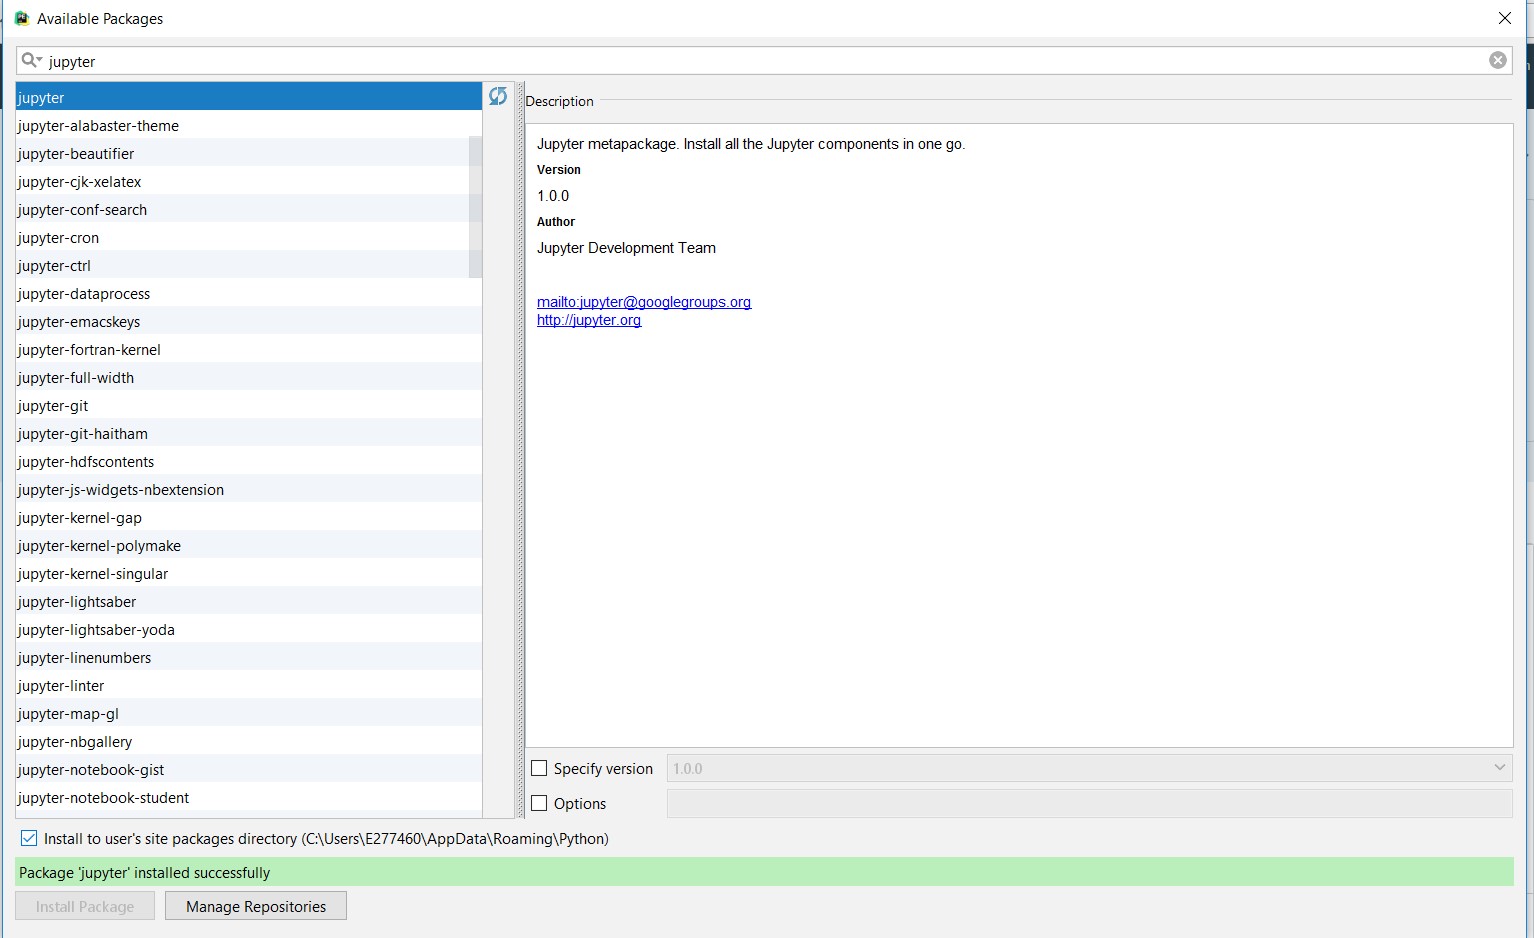 Available Packages
jupyter
jupyter
jupyter-alabaster-theme
jupyter-beautifier
jupyter-cjk-xelatex
jupyter-conf-search
jupyter-cron
jupyter-ctrl
jupyter-dataprocess
jupyter-emacskeys
jupyter-fortran-kernel
jupyter-full-width
jupyter-git
jupyter-git-haitham
jupyter-hdfscontents
jupyter-js-widgets-nbextension
jupyter-kernel-gap
jupyter-kernel-polymake
jupyter-kernel-singular
jupyter-lightsaber
jupyter-lightsaber-yoda
jupyter-linenumbers
jupyter-linter
jupyter-map-gl
jupyter-nbgallery
jupyter-notebook-gist
jupyter-notebook-student
Description
Jupyter metapackage. Install all the Jupyter components in one go.
Version
1.0.0
Author
Jupyter Development Team
mailto:jupyter@googlegroups.org
http://jupyter.org
Specify version 1.0.0
Options
Install to user's site packages directory (C:\Users\E277460\AppData\Roaming\Python)
Package 'jupyter' installed successfully
Install Package Manage Repositories